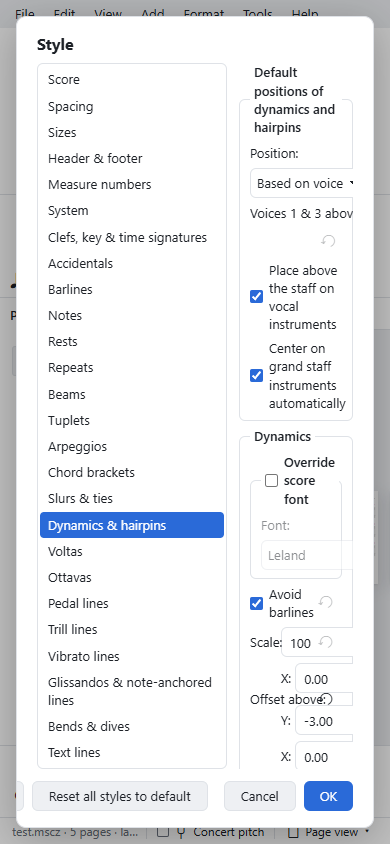 File Edit View Add Format Tools Help
Style
Score
Spacing
Sizes
Header & footer
Measure numbers
System
Clefs, key & time signatures
Accidentals
Barlines
Notes
Rests
Repeats
Beams
Tuplets
Arpeggios
Chord brackets
Slurs & ties
Dynamics & hairpins
Voltas
Ottavas
Pedal lines
Trill lines
Vibrato lines
Glissandos & note-anchored
lines
Bends & dives
Text lines
Default
positions of
dynamics and
hairpins
Position:
Based on voice
Voices 1 & 3 abov
Place above
the staff on
vocal
instruments
Center on
grand staff
instruments
automatically
Dynamics
Override
score
font
Font:
Leland
Avoid
barlines
Scale: 100
X: 0.00
Offset above:
Y: -3.00
X: 0.00
Reset all styles to default
Cancel
OK
test.mscz · 5 pages · la...
Concert pitch
Page view